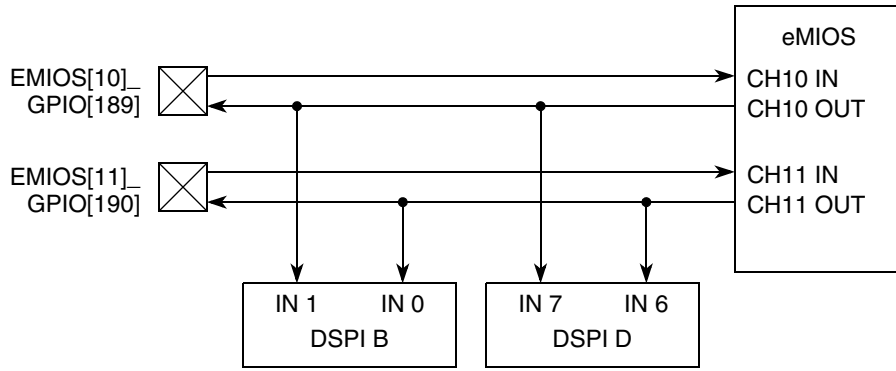 eMIOS
EMIOS[10]_
GPIO[189]
CH10 IN
CH10 OUT
EMIOS[11]_
GPIO[190]
CH11 IN
CH11 OUT
IN 1 IN 0
DSPI B
IN 7 IN 6
DSPI D